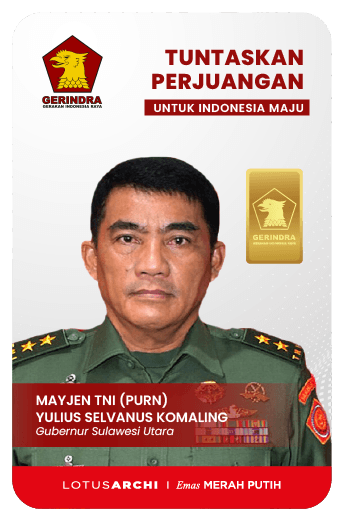 GERINDRA
GERAKAN INDONESIA RAYA
TUNTASKAN
PERJUANGAN
UNTUK INDONESIA MAJU
GERINDRA
GERAKAN INDONESIA RAYA
MAYJEN TNI (PURN)
YULIUS SELVANUS KOMALING
Gubernur Sulawesi Utara
LOTUSARCHI | Emas MERAH PUTIH